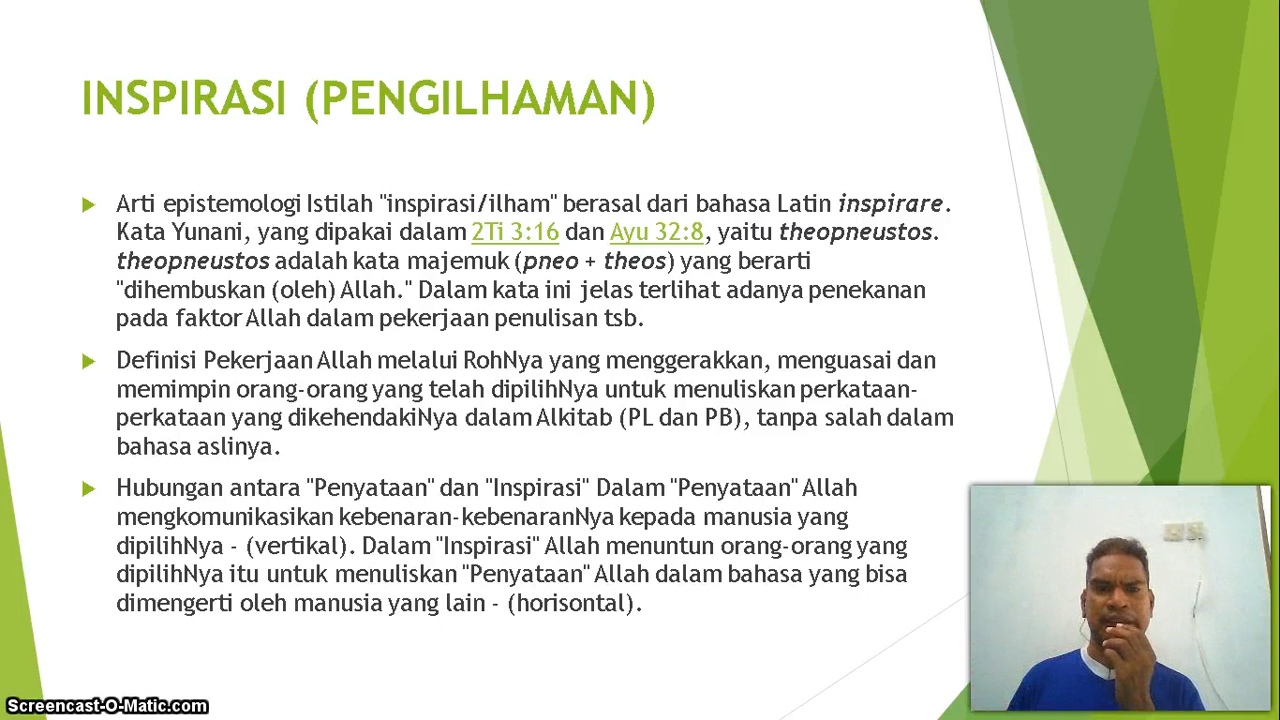 INSPIRASI (PENGILHAMAN)
Arti epistemologi Istilah "inspirasi/ilham" berasal dari bahasa Latin inspirare.
Kata Yunani, yang dipakai dalam 2Ti 3:16 dan Ayu 32:8, yaitu theopneustos.
theopneustos adalah kata majemuk (pneo + theos) yang berarti
"dihembuskan (oleh) Allah." Dalam kata ini jelas terlihat adanya penekanan
pada faktor Allah dalam pekerjaan penulisan tsb.
Definisi Pekerjaan Allah melalui RohNya yang menggerakkan, menguasai dan
memimpin orang-orang yang telah dipilihNya untuk menuliskan perkataan-
perkataan yang dikehendakiNya dalam Alkitab (PL dan PB), tanpa salah dalam
bahasa aslinya.
Hubungan antara "Penyataan" dan "Inspirasi" Dalam "Penyataan" Allah
mengkomunikasikan kebenaran-kebenaranNya kepada manusia yang
dipilihNya - (vertikal). Dalam "Inspirasi" Allah menuntun orang-orang yang
dipilihNya itu untuk menuliskan "Penyataan" Allah dalam bahasa yang bisa
dimengerti oleh manusia yang lain - (horisontal).
Screencast-O-Matic.com